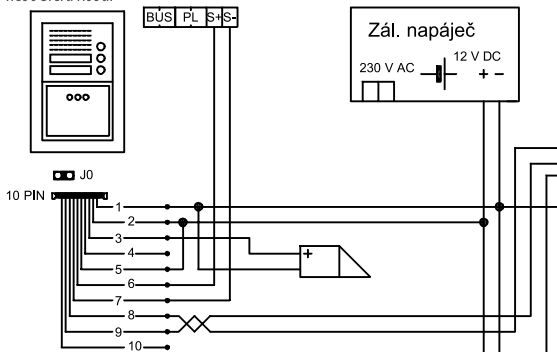 BUS PL S+ S-
Zál. napáječ
230 V AC
12 V DC
+ −
J0
10 PIN
1
2
3
4
5
6
7
8
9
10
+